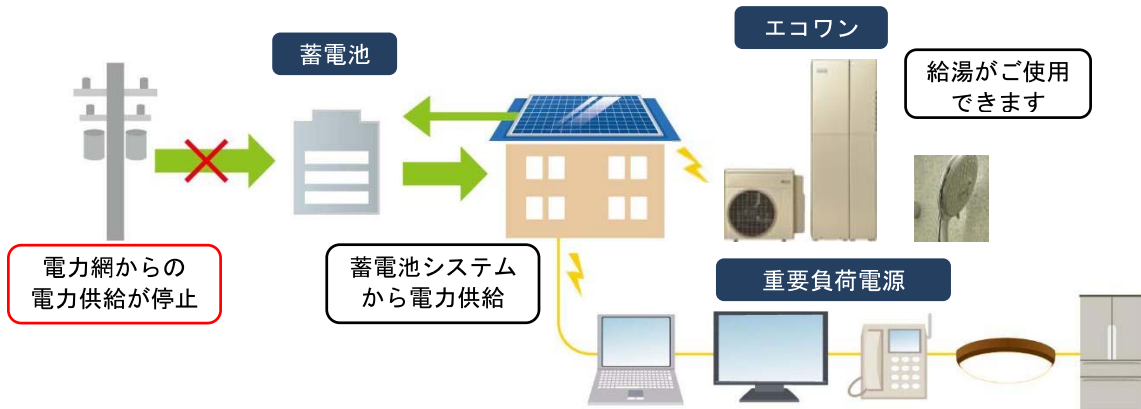 蓄電池
エコワン
給湯がご使用
できます
電力網からの
電力供給が停止
蓄電池システム
から電力供給
重要負荷電源